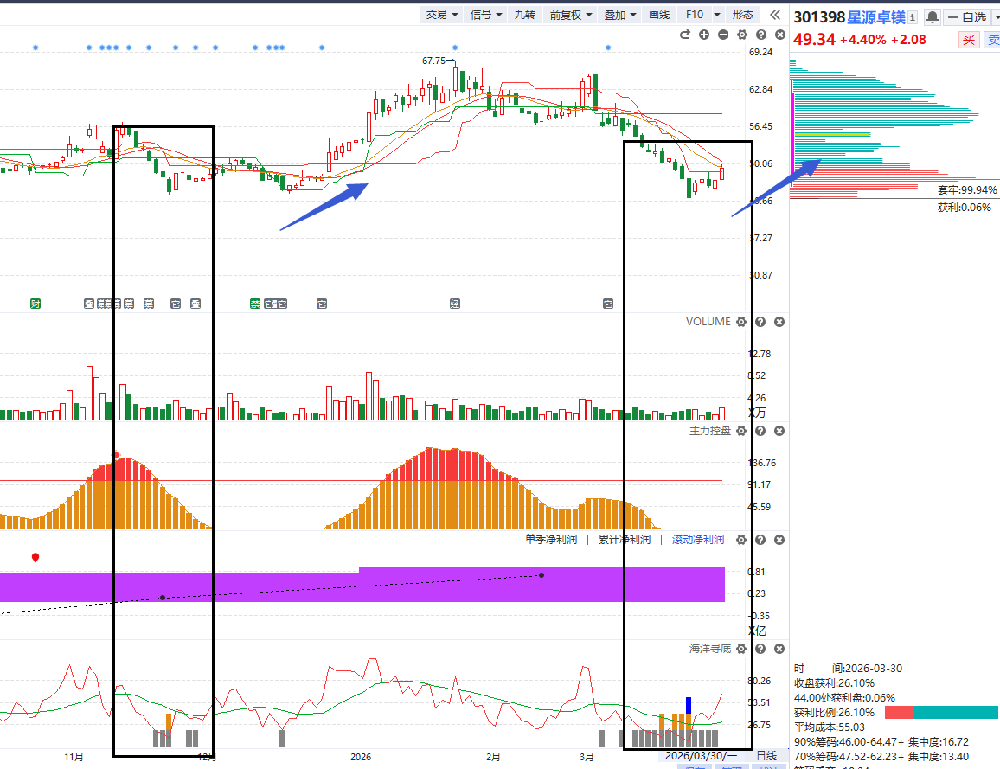 交易 信号 九转 前复权 叠加 画线 F10 形态
301398 星源卓镁 自选
49.34 +4.40% +2.08 买 卖
69.24
67.75
62.84
56.45
50.06
37.27
30.87
套牢:99.94%
获利:0.06%
财
禁
经
VOLUME
12.78
8.52
4.26
X万
主力控盘
136.76
91.17
45.59
单季净利润 | 累计净利润 | 滚动净利润
0.81
0.23
-0.35
X亿
海洋寻底
80.26
53.51
26.75
时 间:2026-03-30
收盘获利:26.10%
44.00处获利盘:0.06%
获利比例:26.10%
平均成本:55.03
90%筹码:46.00-64.47+ 集中度:16.72
70%筹码:47.52-62.23+ 集中度:13.40
11月 12月 2026 2月 3月 2026/03/30/一 日线